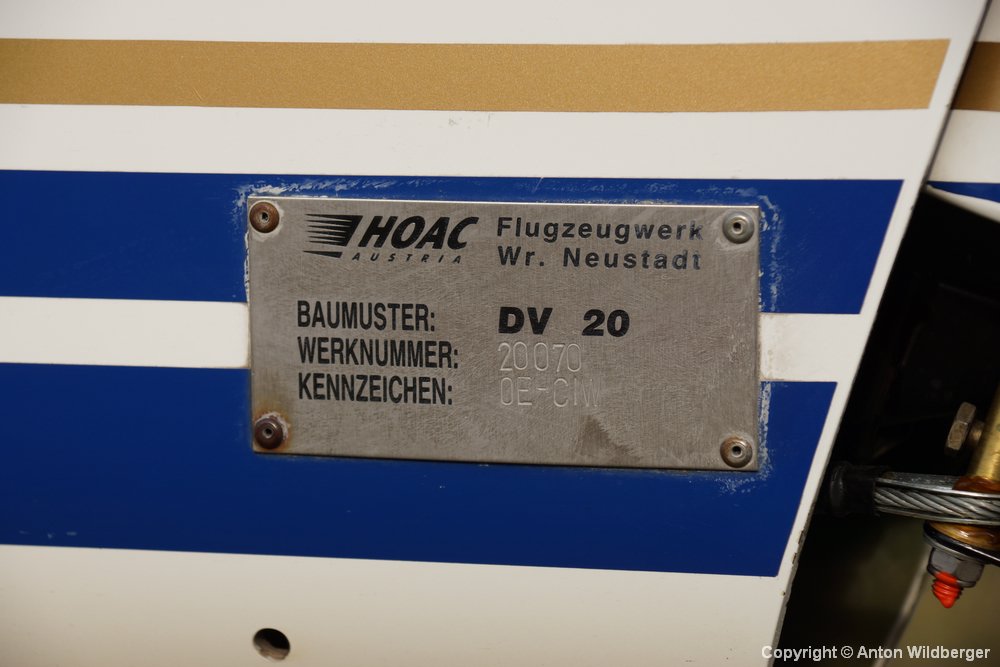 HOAC
AUSTRIA
Flugzeugwerk
Wr. Neustadt
BAUMUSTER: DV 20
WERKNUMMER: 20070
KENNZEICHEN: OE-CIW
Copyright © Anton Wildberger